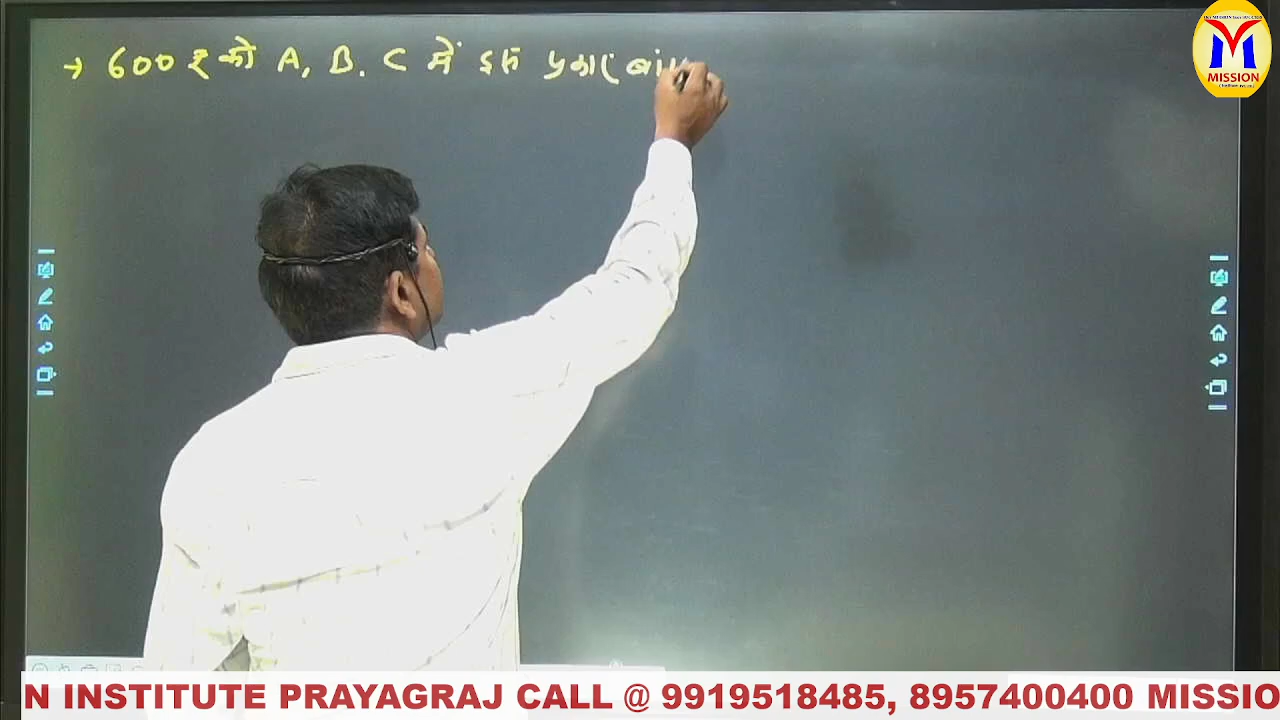 → 600 ₹ को A, B, C में इस प्रकार
MISSION
N INSTITUTE PRAYAGRAJ CALL @ 9919518485, 8957400400 MISSIO